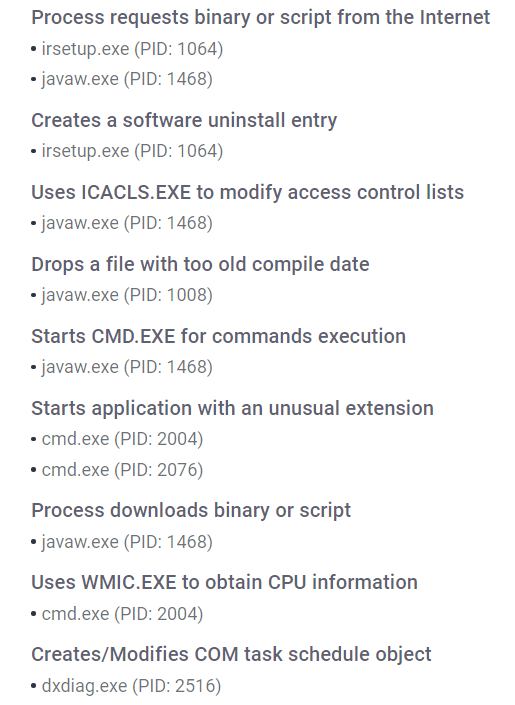 Process requests binary or script from the Internet
• irsetup.exe (PID: 1064)
• javaw.exe (PID: 1468)
Creates a software uninstall entry
• irsetup.exe (PID: 1064)
Uses ICACLS.EXE to modify access control lists
• javaw.exe (PID: 1468)
Drops a file with too old compile date
• javaw.exe (PID: 1008)
Starts CMD.EXE for commands execution
• javaw.exe (PID: 1468)
Starts application with an unusual extension
• cmd.exe (PID: 2004)
• cmd.exe (PID: 2076)
Process downloads binary or script
• javaw.exe (PID: 1468)
Uses WMIC.EXE to obtain CPU information
• cmd.exe (PID: 2004)
Creates/Modifies COM task schedule object
• dxdiag.exe (PID: 2516)